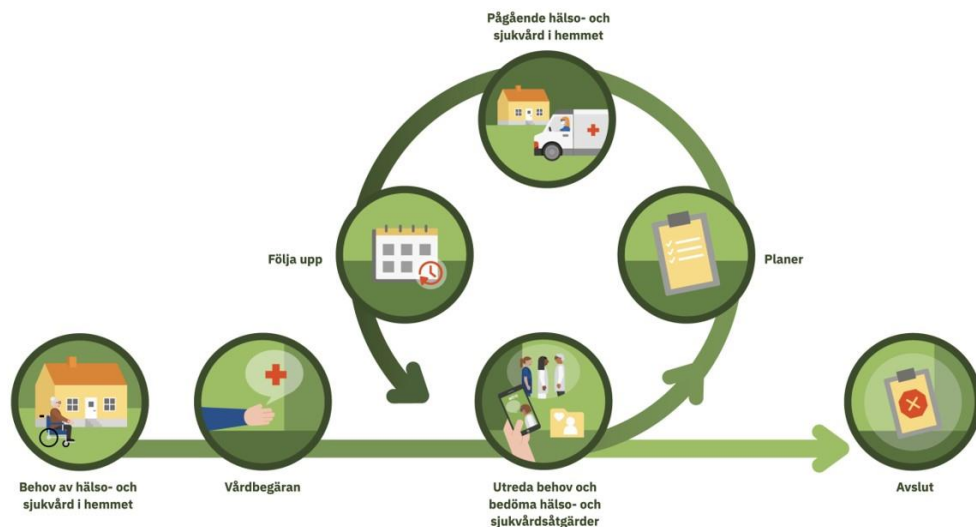 Pågående hälso- och
sjukvård i hemmet
Följa upp
Planer
Behov av hälso- och
sjukvård i hemmet
Vårdbegäran
Utreda behov och
bedöma hälso- och
sjukvårdsåtgärder
Avslut